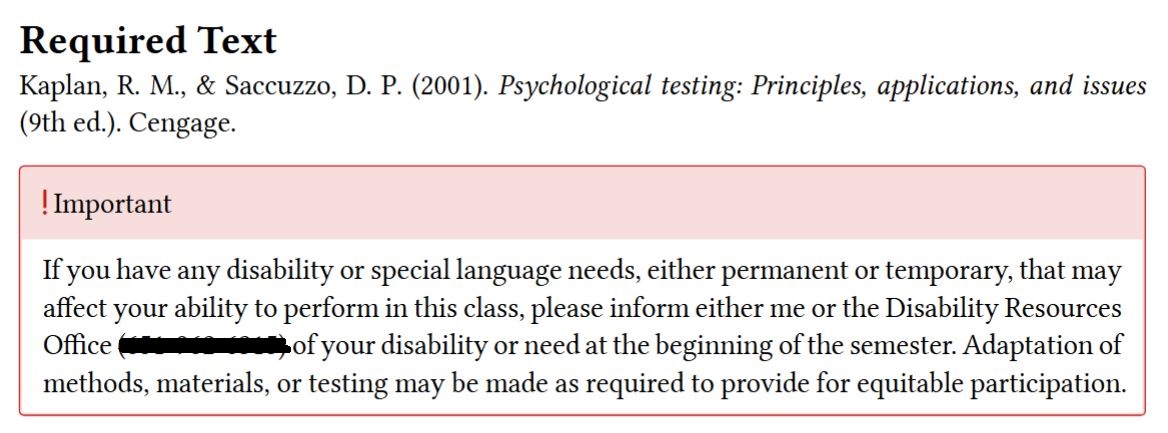 Required Text
Kaplan, R. M., & Saccuzzo, D. P. (2001). Psychological testing: Principles, applications, and issues
(9th ed.). Cengage.
! Important
If you have any disability or special language needs, either permanent or temporary, that may
affect your ability to perform in this class, please inform either me or the Disability Resources
Office of your disability or need at the beginning of the semester. Adaptation of
methods, materials, or testing may be made as required to provide for equitable participation.